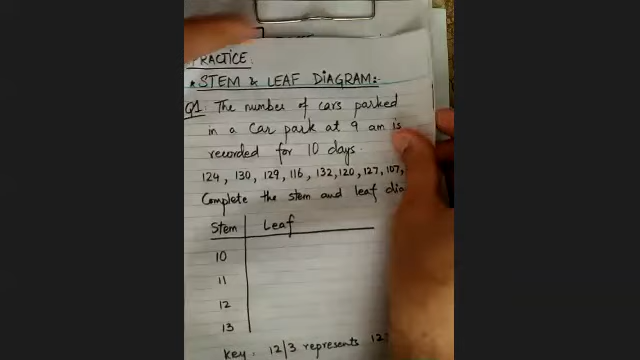 PRACTICE
* STEM & LEAF DIAGRAM:-
Q1. The number of cars parked
in a car park at 9 am is
recorded for 10 days.
124, 130, 129, 116, 132, 120, 127, 107,
Complete the stem and leaf dia
Stem Leaf
10
11
12
13
Key: 12/3 represents